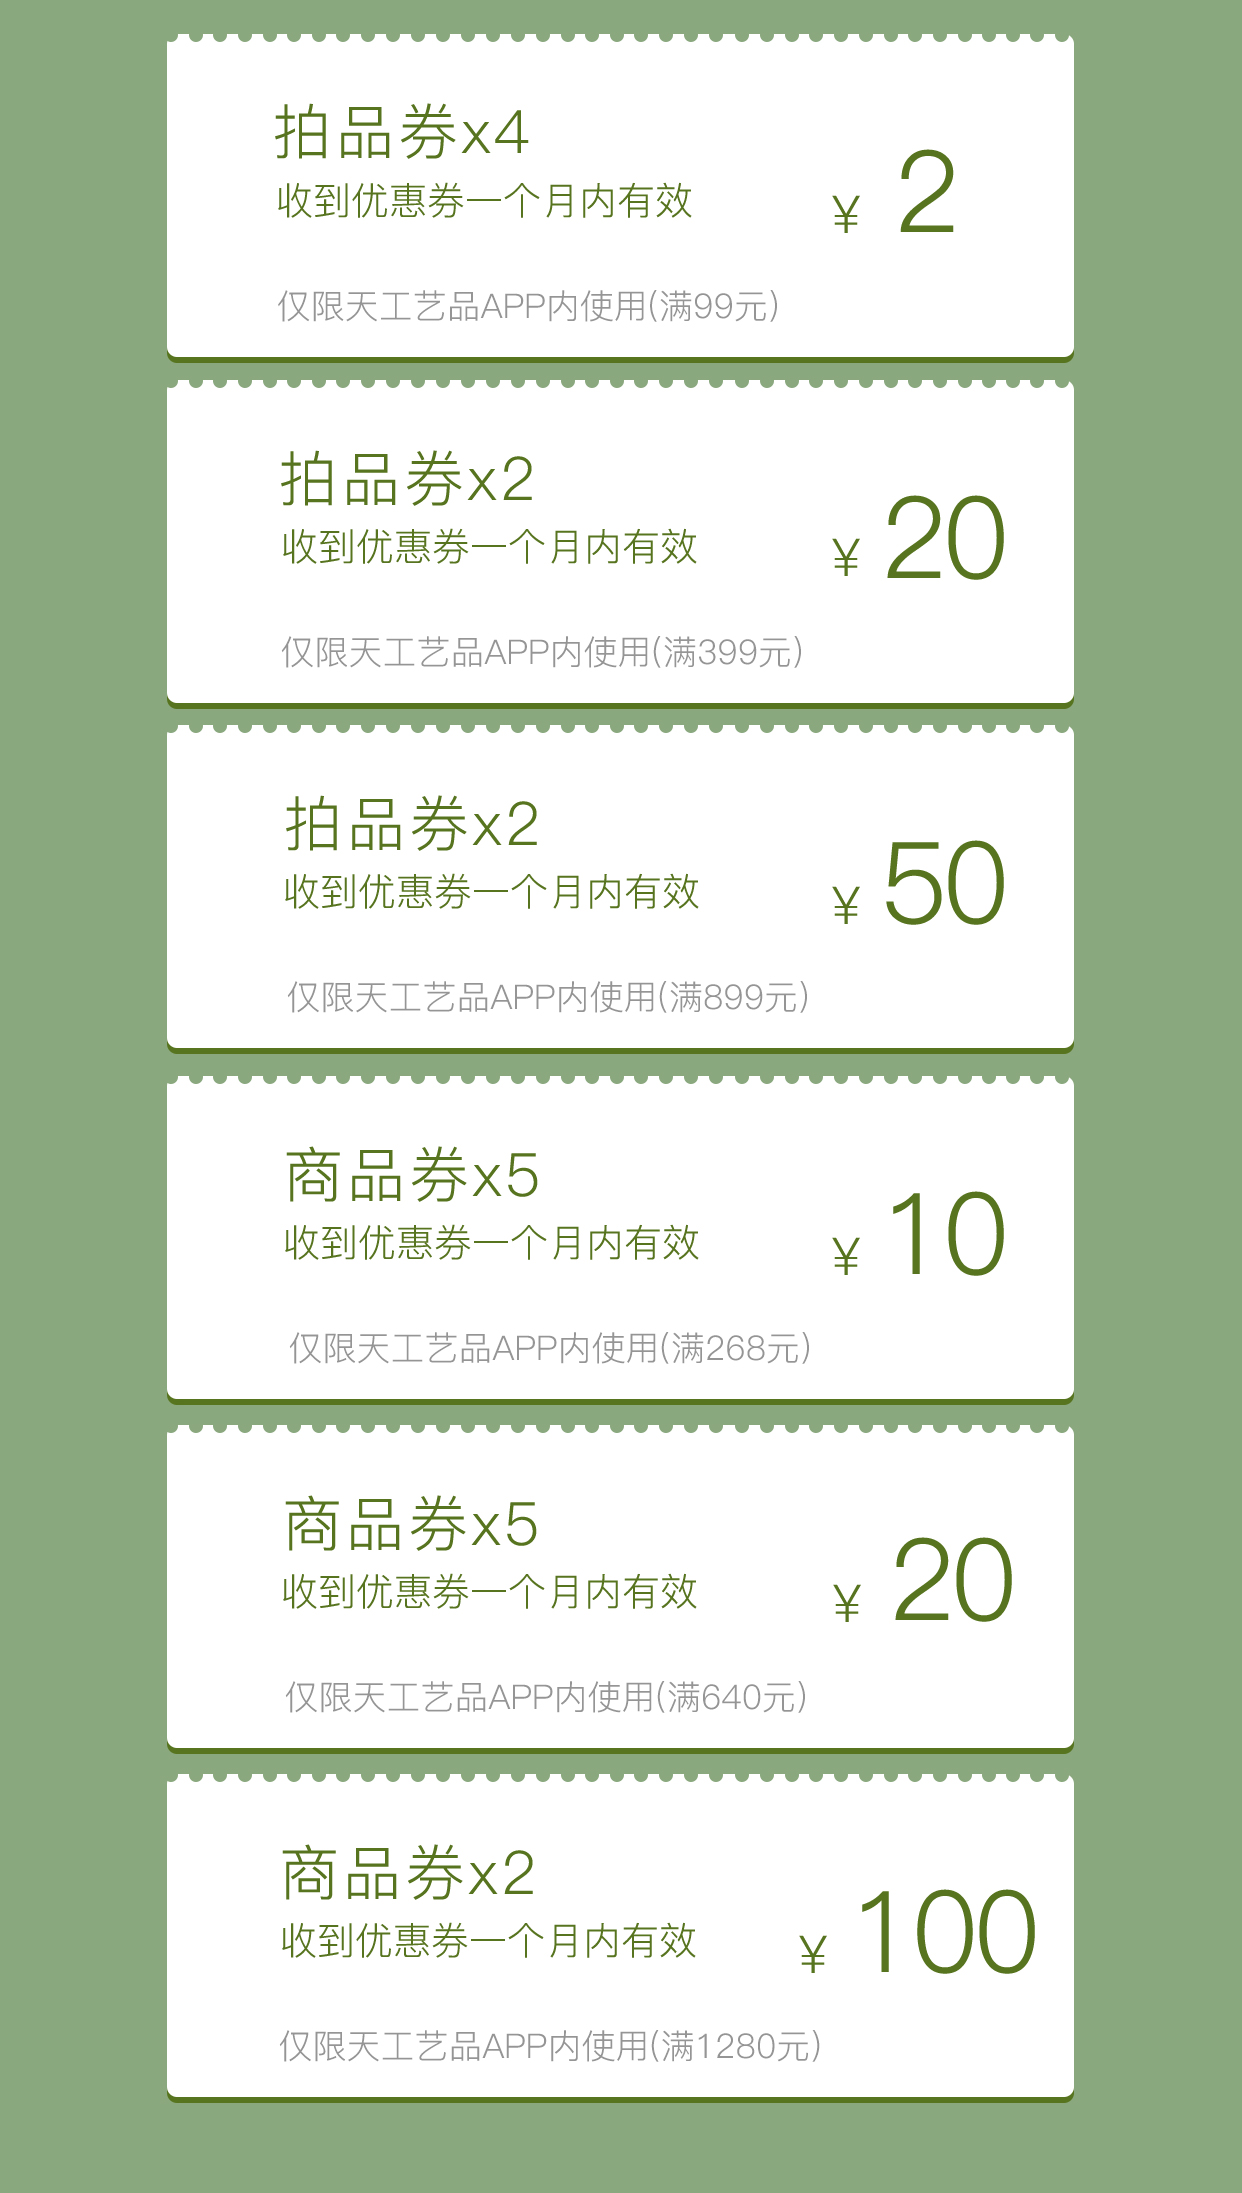 拍品券x4
收到优惠券一个月内有效
¥ 2
仅限天工艺品APP内使用(满99元)
拍品券x2
收到优惠券一个月内有效
¥ 20
仅限天工艺品APP内使用(满399元)
拍品券x2
收到优惠券一个月内有效
¥ 50
仅限天工艺品APP内使用(满899元)
商品券x5
收到优惠券一个月内有效
¥ 10
仅限天工艺品APP内使用(满268元)
商品券x5
收到优惠券一个月内有效
¥ 20
仅限天工艺品APP内使用(满640元)
商品券x2
收到优惠券一个月内有效
¥ 100
仅限天工艺品APP内使用(满1280元)